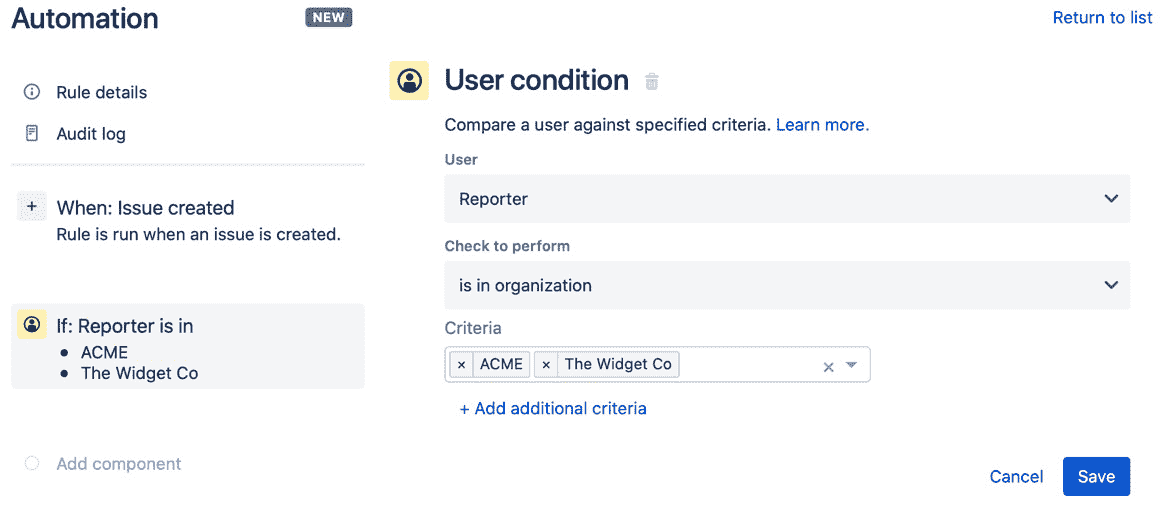 Automation
NEW
Return to list
Rule details
Audit log
+
When: Issue created
Rule is run when an issue is created.
If: Reporter is in
• ACME
• The Widget Co
Add component
User condition
Compare a user against specified criteria. Learn more.
User
Reporter
Check to perform
is in organization
Criteria
× ACME × The Widget Co ×
+ Add additional criteria
Cancel Save